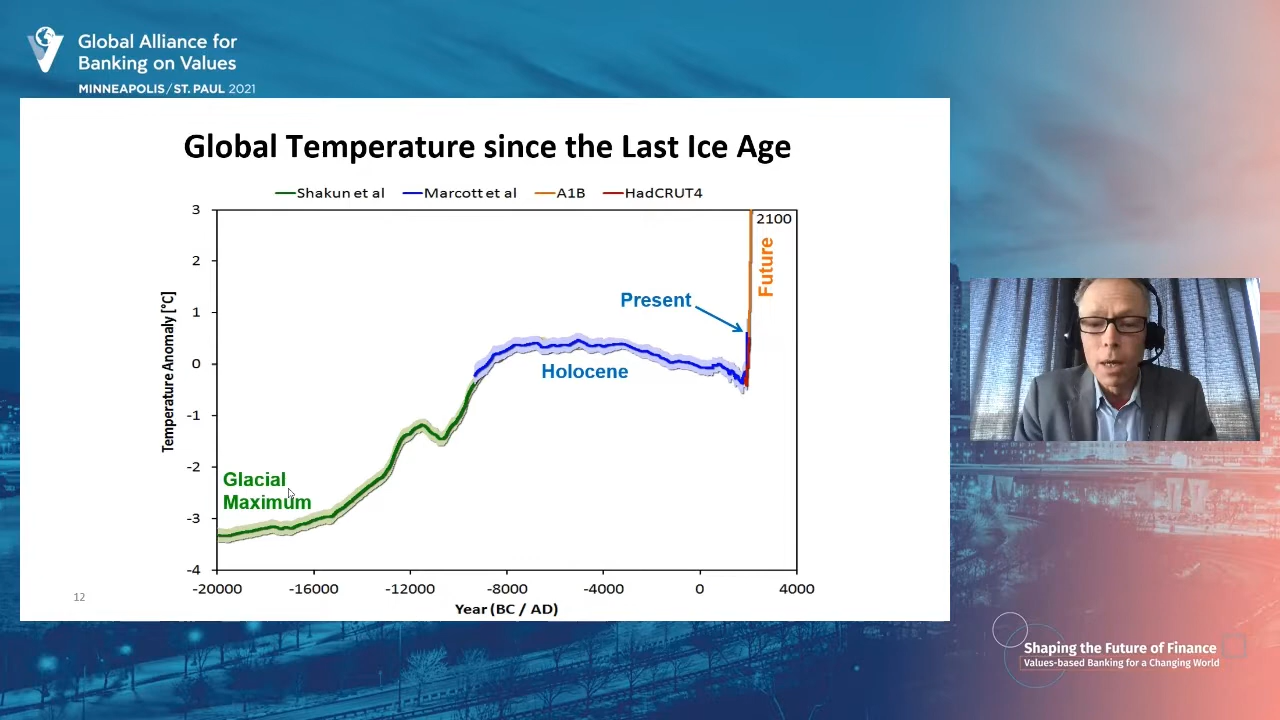 Global Alliance for
Banking on Values
MINNEAPOLIS / ST. PAUL 2021
Global Temperature since the Last Ice Age
Shakun et al Marcott et al A1B HadCRUT4
3
2
1
0
-1
-2
-3
-4
Temperature Anomaly [°C]
2100
Future
Present
Holocene
Glacial
Maximum
-20000 -16000 -12000 -8000 -4000 0 4000
Year (BC / AD)
12
Shaping the Future of Finance
Values-based Banking for a Changing World